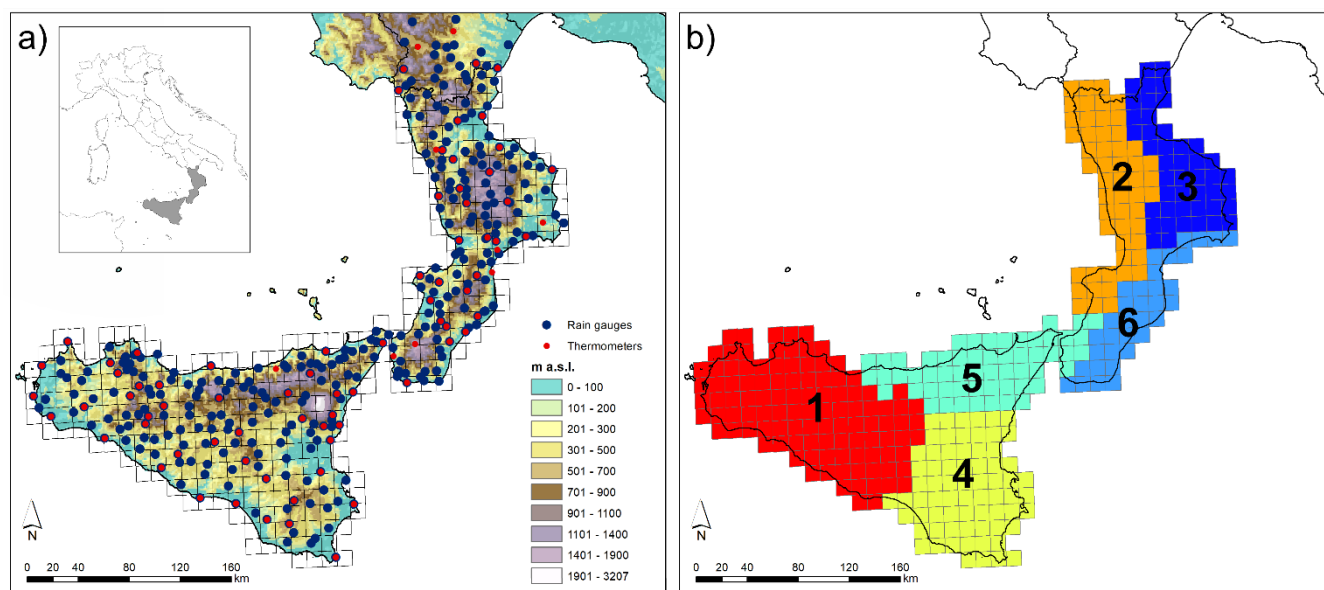 a)
Rain gauges
Thermometers
m a.s.l.
0 - 100
101 - 200
201 - 300
301 - 500
501 - 700
701 - 900
901 - 1100
1101 - 1400
1401 - 1900
1901 - 3207
N
0 20 40 80 120 160
km
b)
2
3
6
5
1
4
N
0 20 40 80 120 160
km